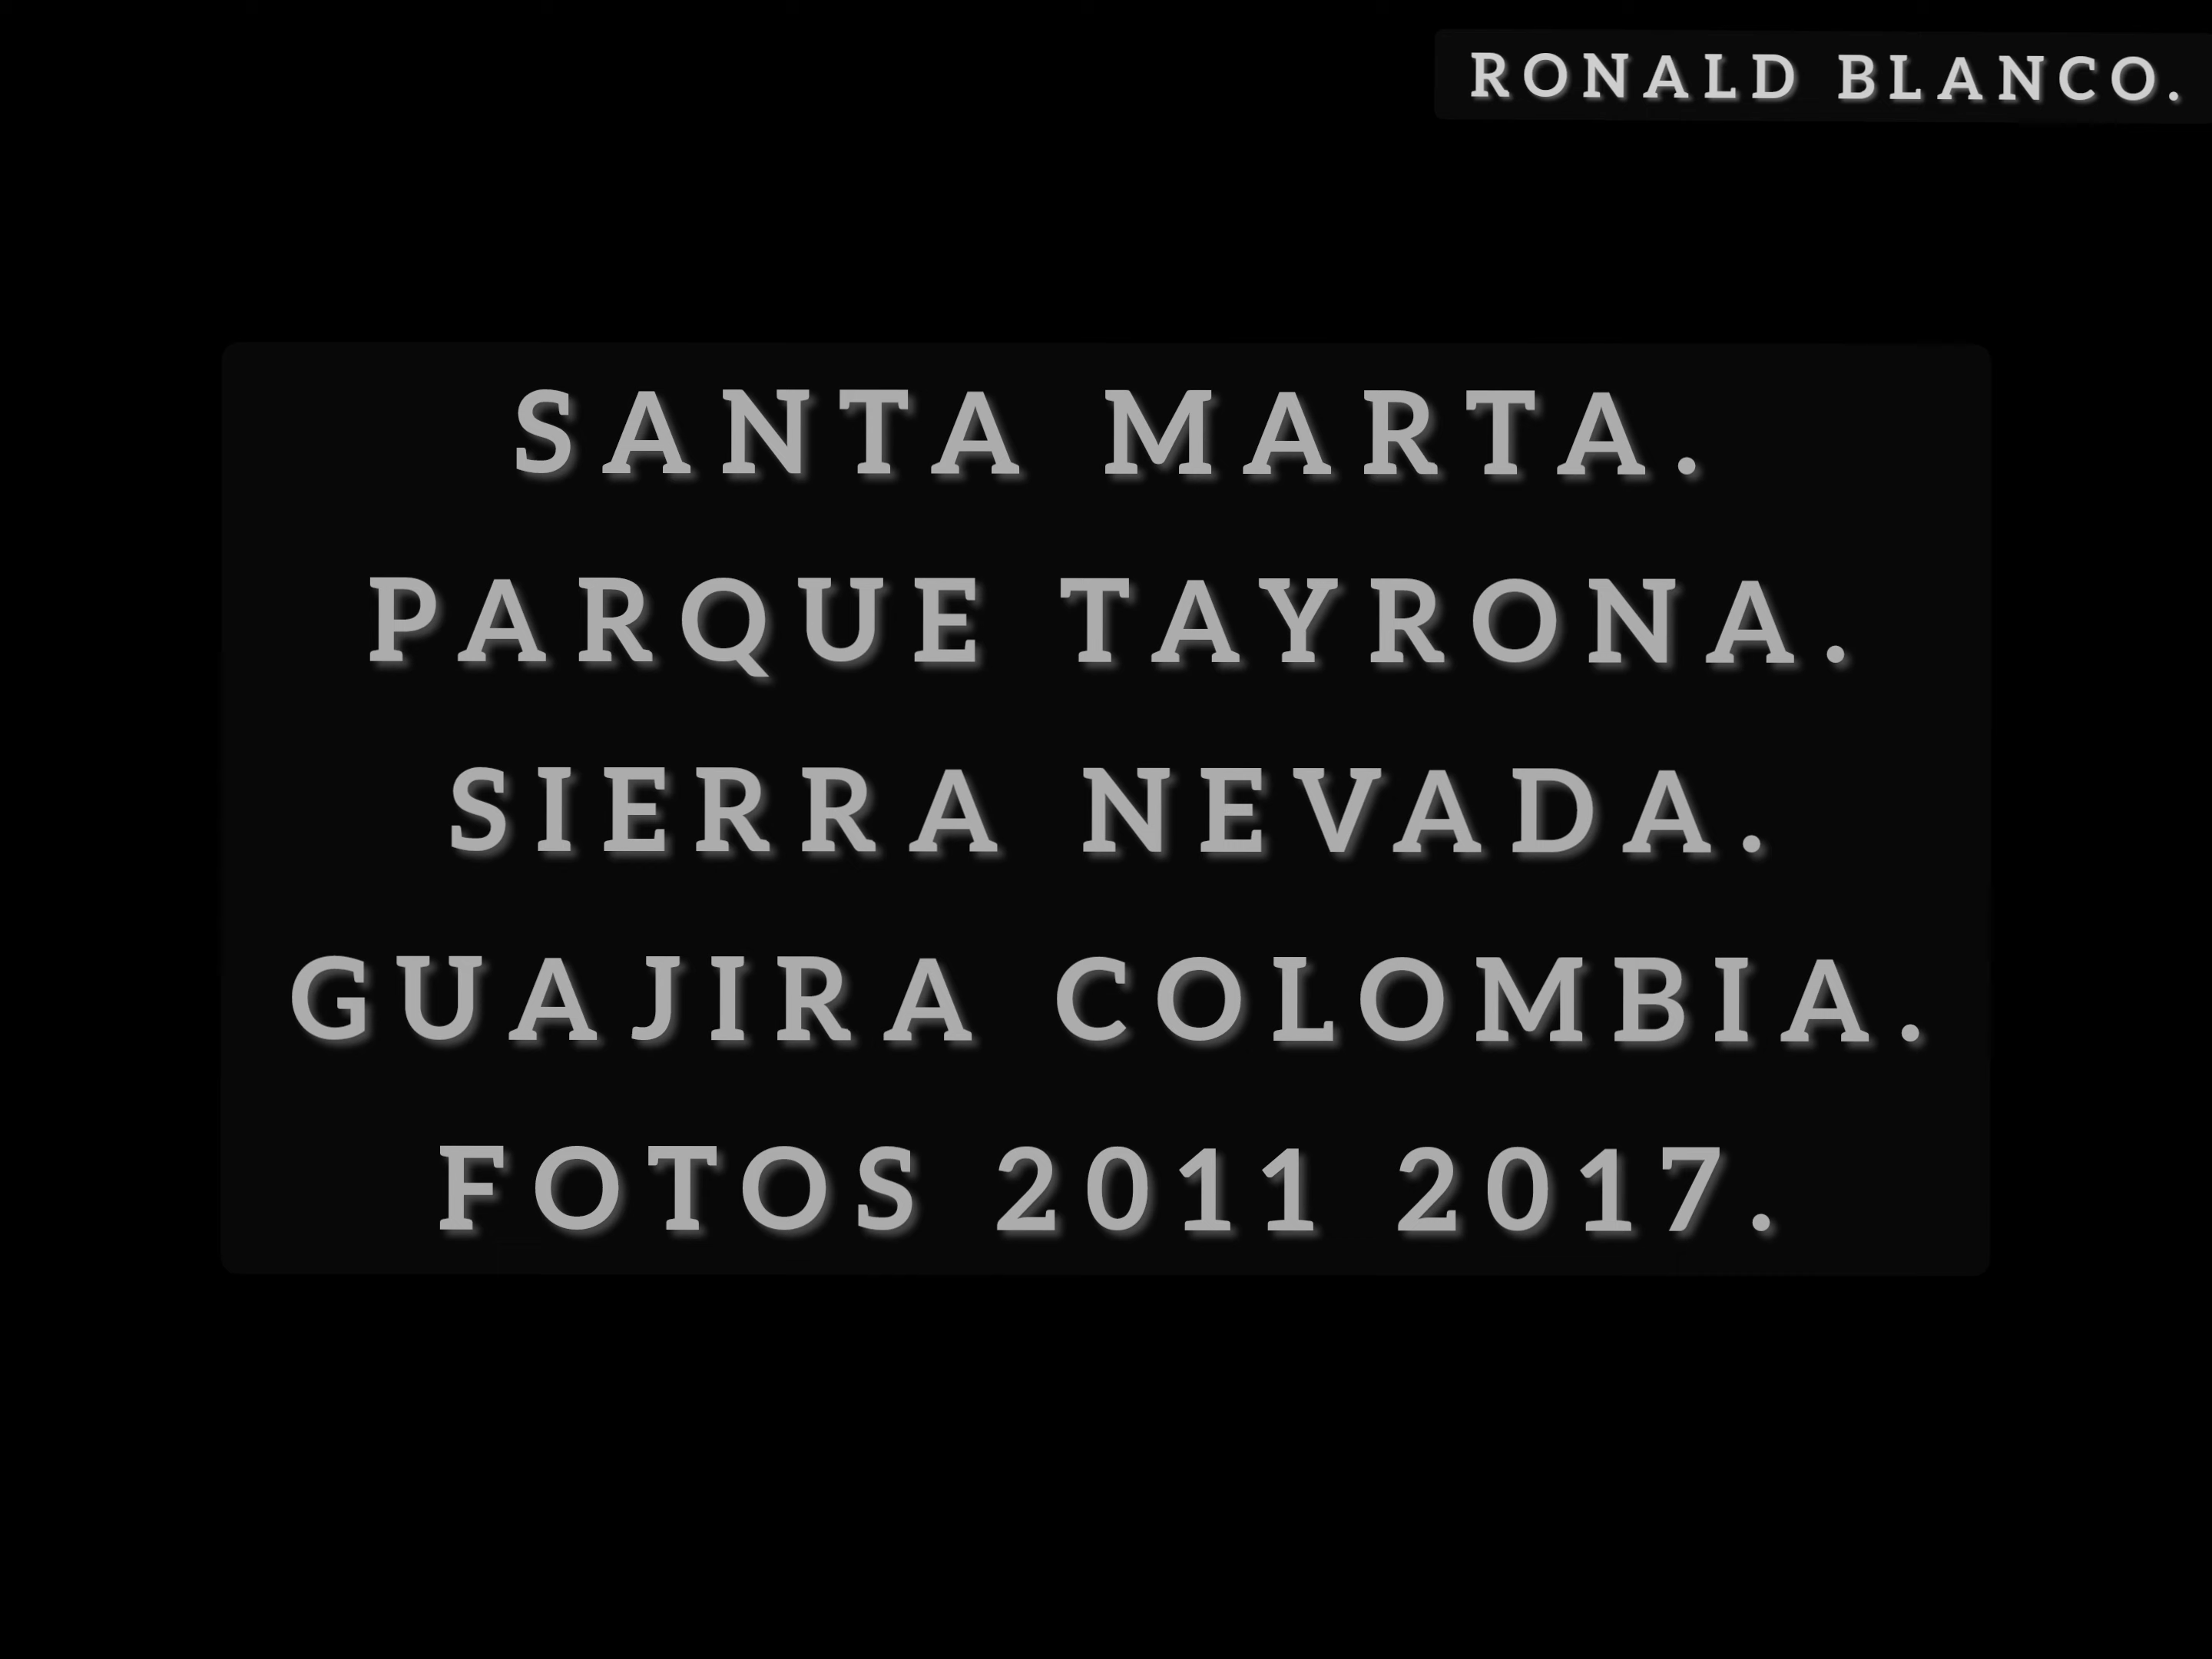 RONALD BLANCO.
SANTA MARTA.
PARQUE TAYRONA.
SIERRA NEVADA.
GUAJIRA COLOMBIA.
FOTOS 2011 2017.